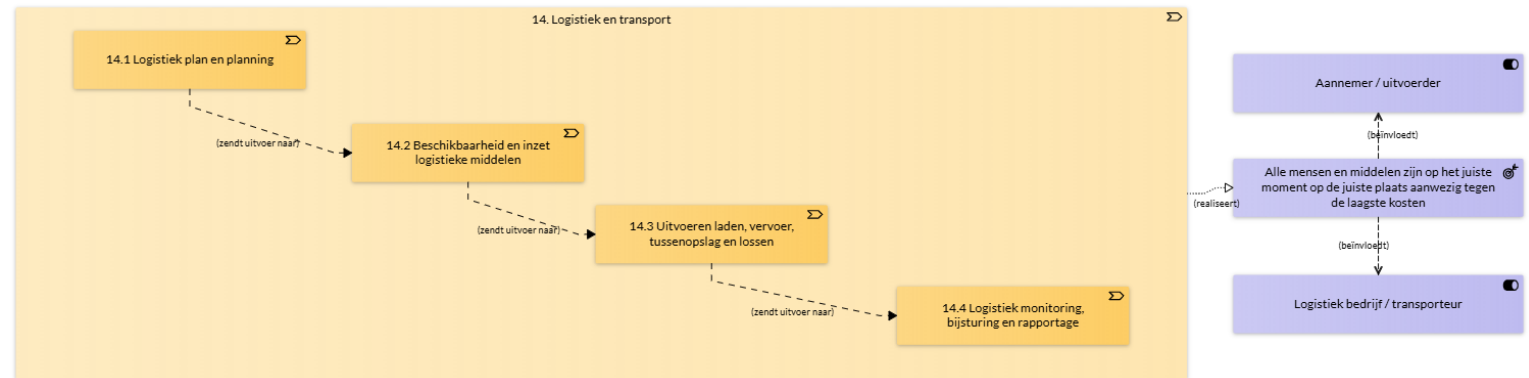 14. Logistiek en transport
14.1 Logistiek plan en planning
(zendt uitvoer naar)
14.2 Beschikbaarheid en inzet
logistieke middelen
(zendt uitvoer naar)
14.3 Uitvoeren laden, vervoer,
tussenopslag en lossen
(zendt uitvoer naar)
14.4 Logistiek monitoring,
bijsturing en rapportage
(realiseert)
Aannemer / uitvoerder
(beïnvloedt)
Alle mensen en middelen zijn op het juiste
moment op de juiste plaats aanwezig tegen
de laagste kosten
(beïnvloedt)
Logistiek bedrijf / transporteur